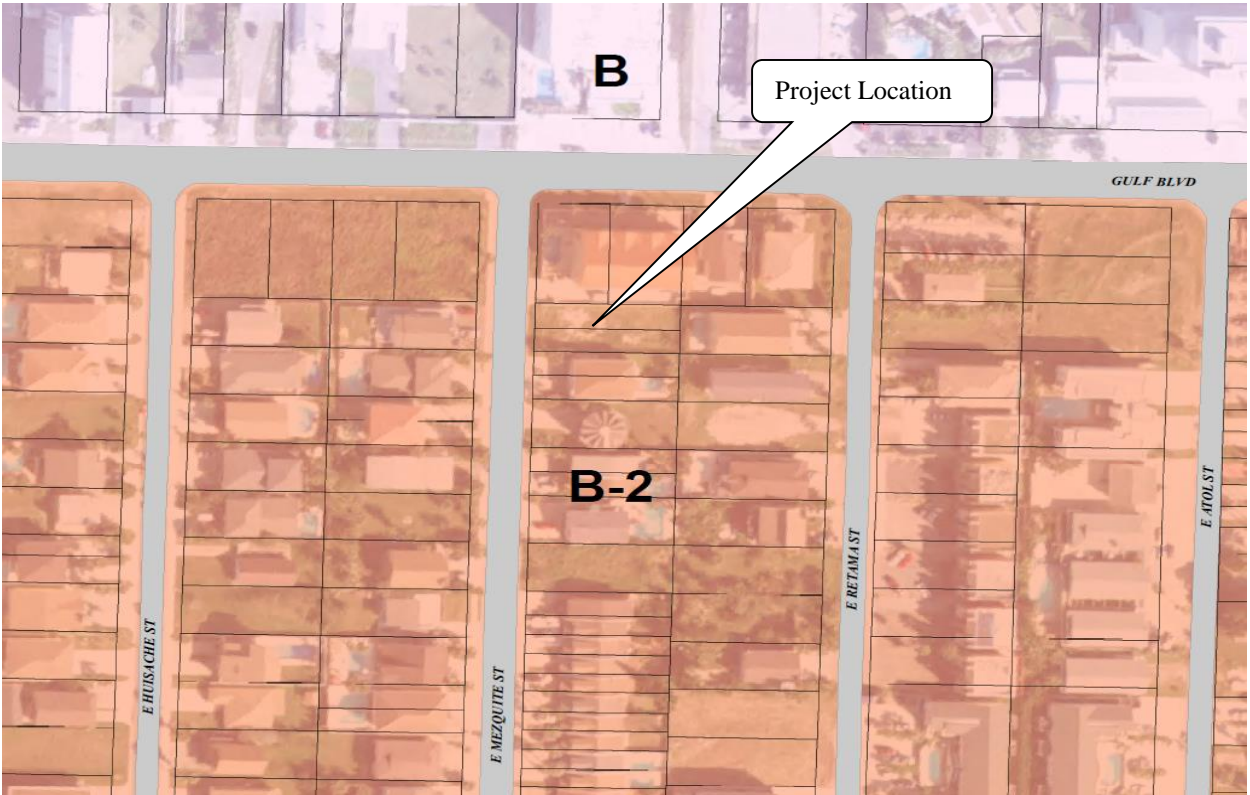 B
Project Location
GULF BLVD
B-2
E HUISACHE ST
E MEZQUITE ST
E RETAMA ST
E ATOL ST